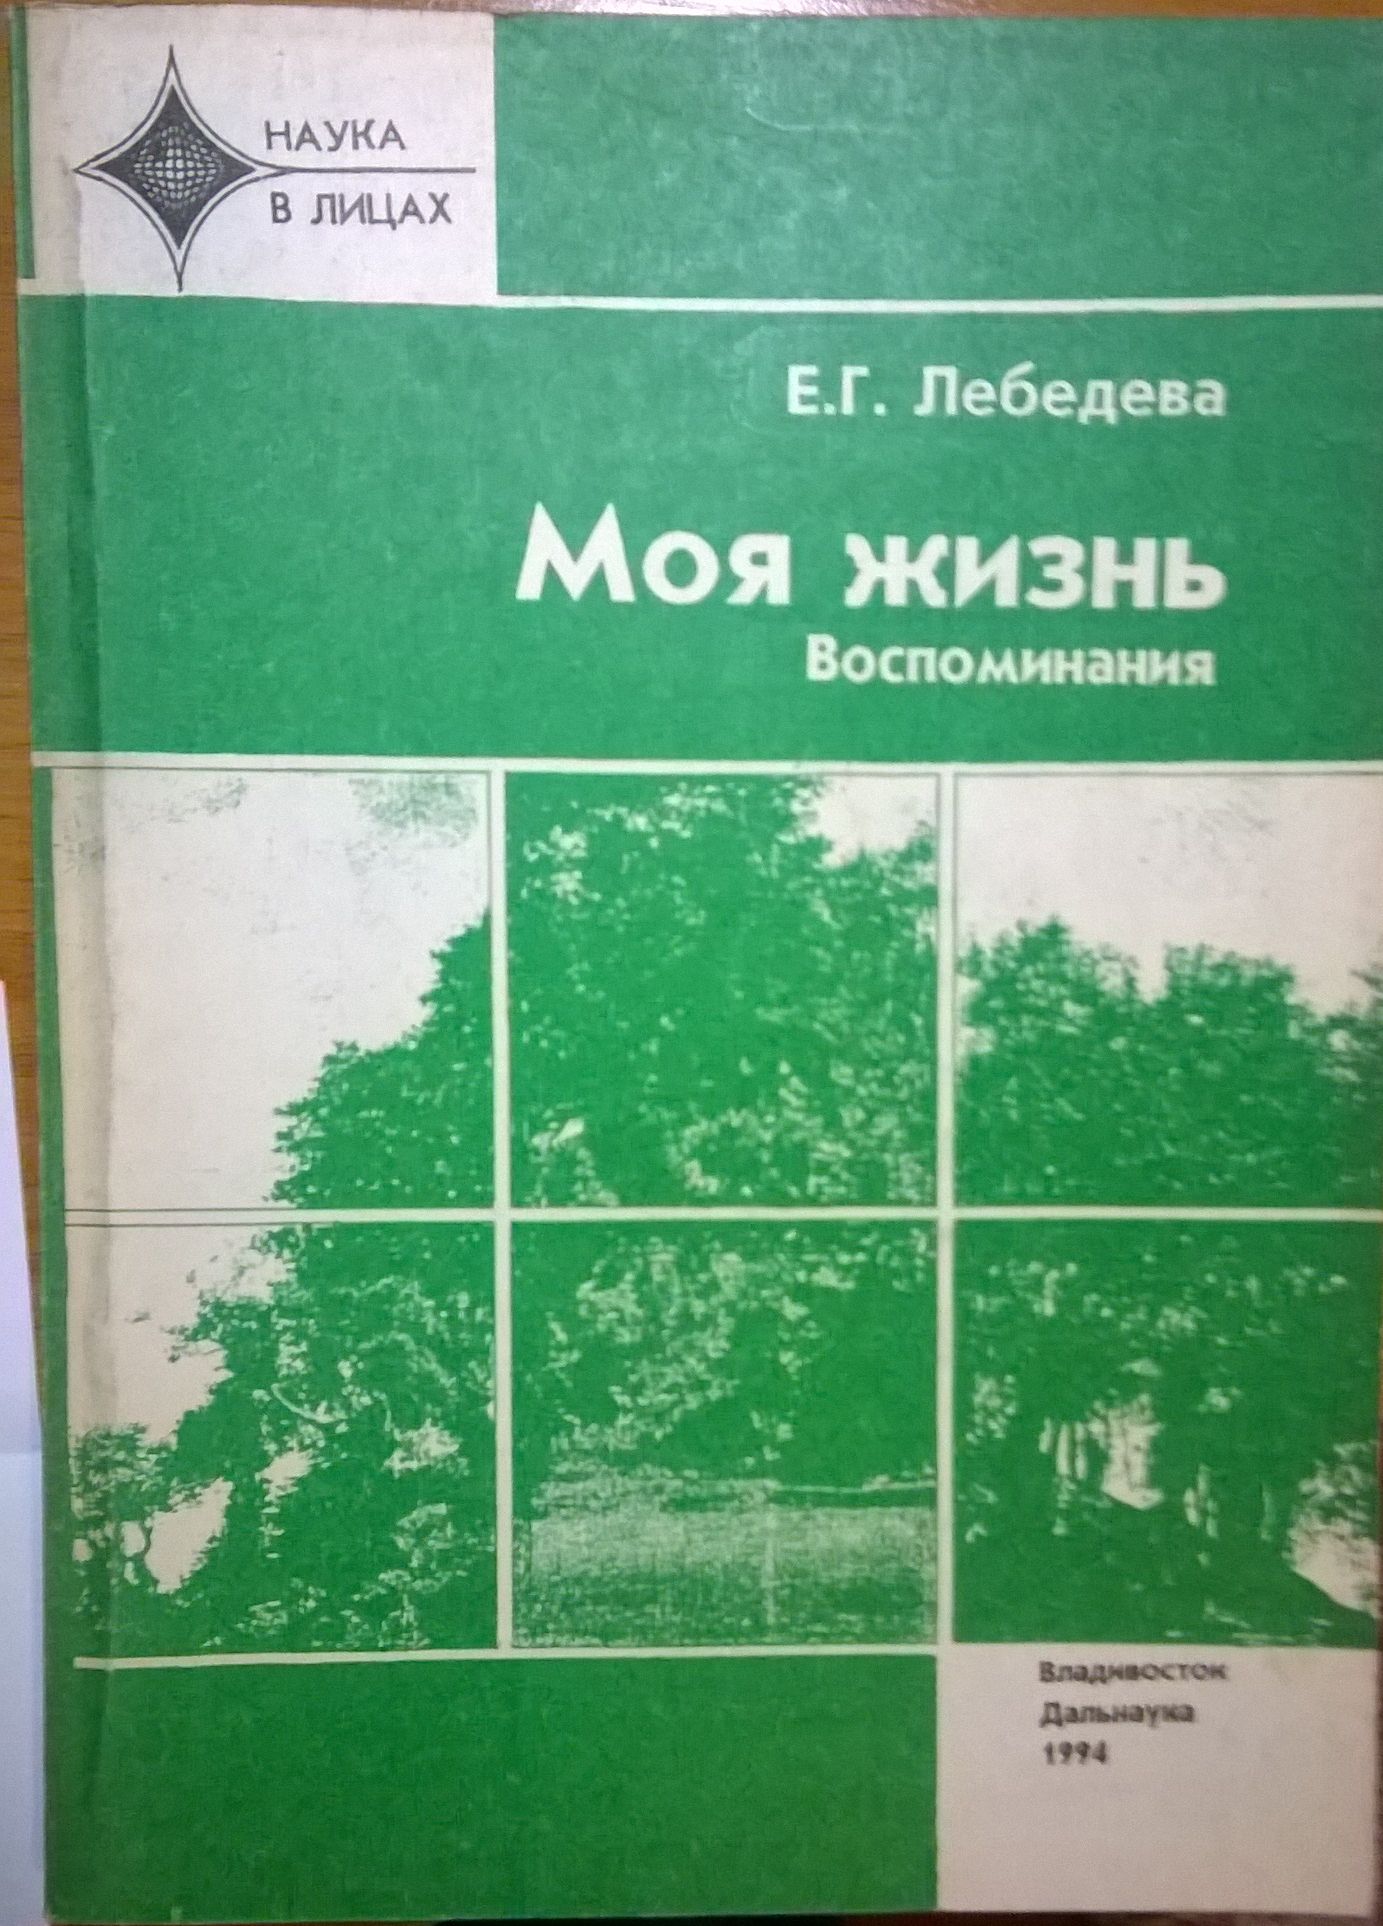 НАУКА
В ЛИЦАХ
Е.Г. Лебедева
Моя жизнь
Воспоминания
Владивосток
Дальнаука
1994